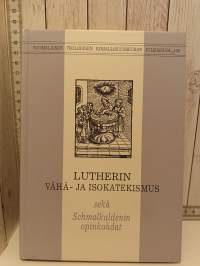 LUTHERIN
VÄHÄ- JA ISOKATEKISMUS
sekä
Schmalkaldenin
opinkohdat